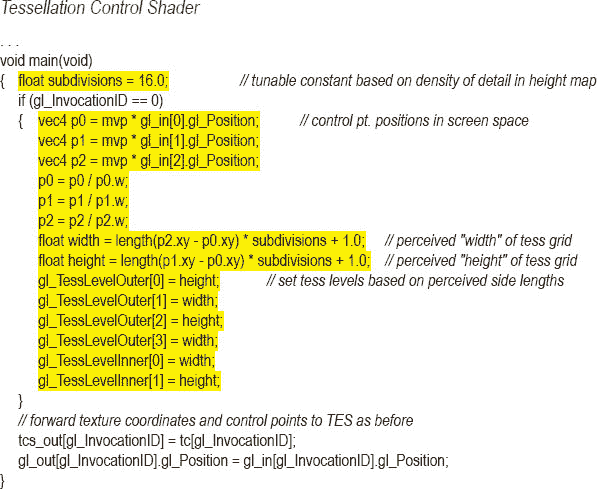 Tessellation Control Shader
. . .
void main(void)
{ float subdivisions = 16.0; // tunable constant based on density of detail in height map
if (gl_InvocationID == 0)
{ vec4 p0 = mvp * gl_in[0].gl_Position; // control pt. positions in screen space
vec4 p1 = mvp * gl_in[1].gl_Position;
vec4 p2 = mvp * gl_in[2].gl_Position;
p0 = p0 / p0.w;
p1 = p1 / p1.w;
p2 = p2 / p2.w;
float width = length(p2.xy - p0.xy) * subdivisions + 1.0; // perceived "width" of tess grid
float height = length(p1.xy - p0.xy) * subdivisions + 1.0; // perceived "height" of tess grid
gl_TessLevelOuter[0] = height; // set tess levels based on perceived side lengths
gl_TessLevelOuter[1] = width;
gl_TessLevelOuter[2] = height;
gl_TessLevelOuter[3] = width;
gl_TessLevelInner[0] = width;
gl_TessLevelInner[1] = height;
}
// forward texture coordinates and control points to TES as before
tcs_out[gl_InvocationID] = tc[gl_InvocationID];
gl_out[gl_InvocationID].gl_Position = gl_in[gl_InvocationID].gl_Position;
}